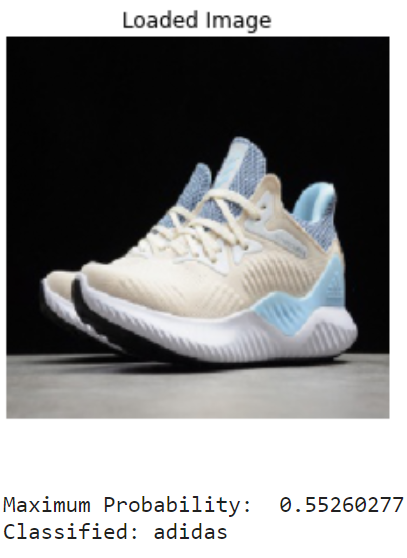 Loaded Image
Maximum Probability:  0.55260277
Classified: adidas